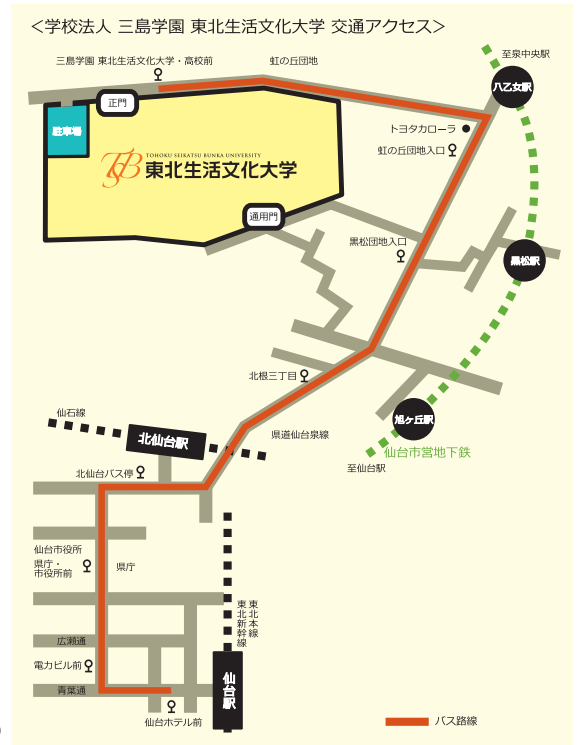 ＜学校法人 三島学園 東北生活文化大学 交通アクセス＞
至泉中央駅
三島学園 東北生活文化大学・高校前
虹の丘団地
八乙女駅
正門
駐車場
トヨタカローラ
虹の丘団地入口
TSB
TOHOKU SEIKATSU BUNKA UNIVERSITY
東北生活文化大学
通用門
黒松団地入口
黒松駅
北根三丁目
旭ヶ丘駅
仙石線
北仙台駅
県道仙台泉線
仙台市営地下鉄
至仙台駅
北仙台バス停
仙台市役所
県庁・
市役所前
県庁
東北本線
東北新幹線
広瀬通
電力ビル前
仙台駅
青葉通
仙台ホテル前
バス路線